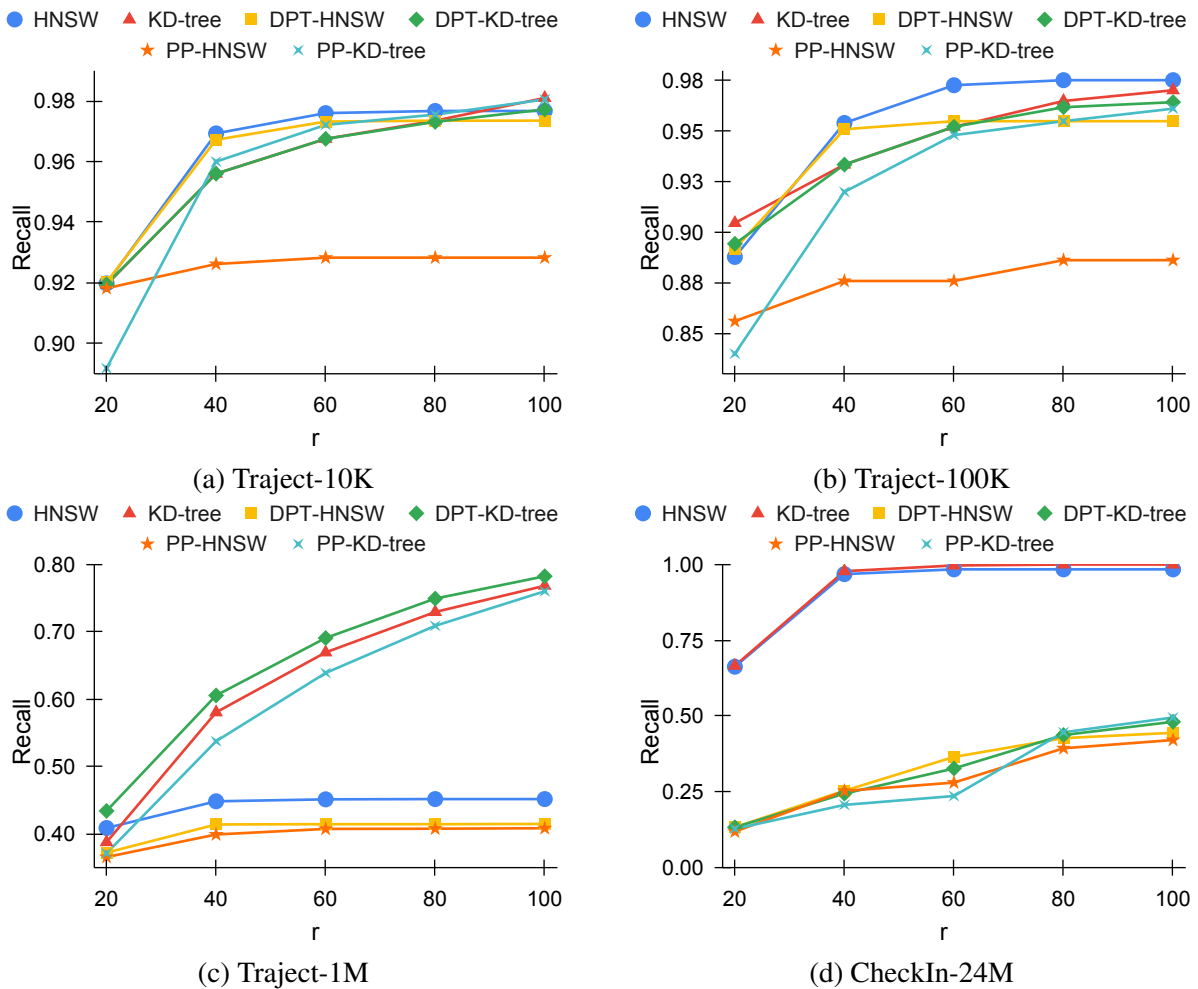 HNSW KD-tree DPT-HNSW DPT-KD-tree
PP-HNSW PP-KD-tree
0.98
0.96
0.94
0.92
0.90
Recall
20 40 60 80 100
r
(a) Traject-10K
HNSW KD-tree DPT-HNSW DPT-KD-tree
PP-HNSW PP-KD-tree
0.98
0.95
0.93
0.90
0.88
0.85
Recall
20 40 60 80 100
r
(b) Traject-100K
HNSW KD-tree DPT-HNSW DPT-KD-tree
PP-HNSW PP-KD-tree
0.80
0.70
0.60
0.50
0.40
Recall
20 40 60 80 100
r
(c) Traject-1M
HNSW KD-tree DPT-HNSW DPT-KD-tree
PP-HNSW PP-KD-tree
1.00
0.75
0.50
0.25
0.00
Recall
20 40 60 80 100
r
(d) CheckIn-24M